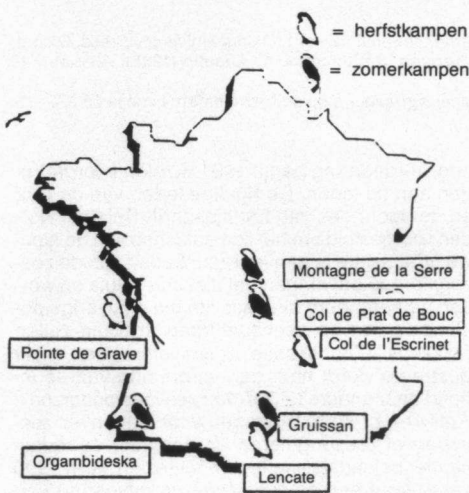 = herfstkampen
= zomerkampen
Montagne de la Serre
Col de Prat de Bouc
Col de l'Escrinet
Pointe de Grave
Gruissan
Orgambideska
Lencate